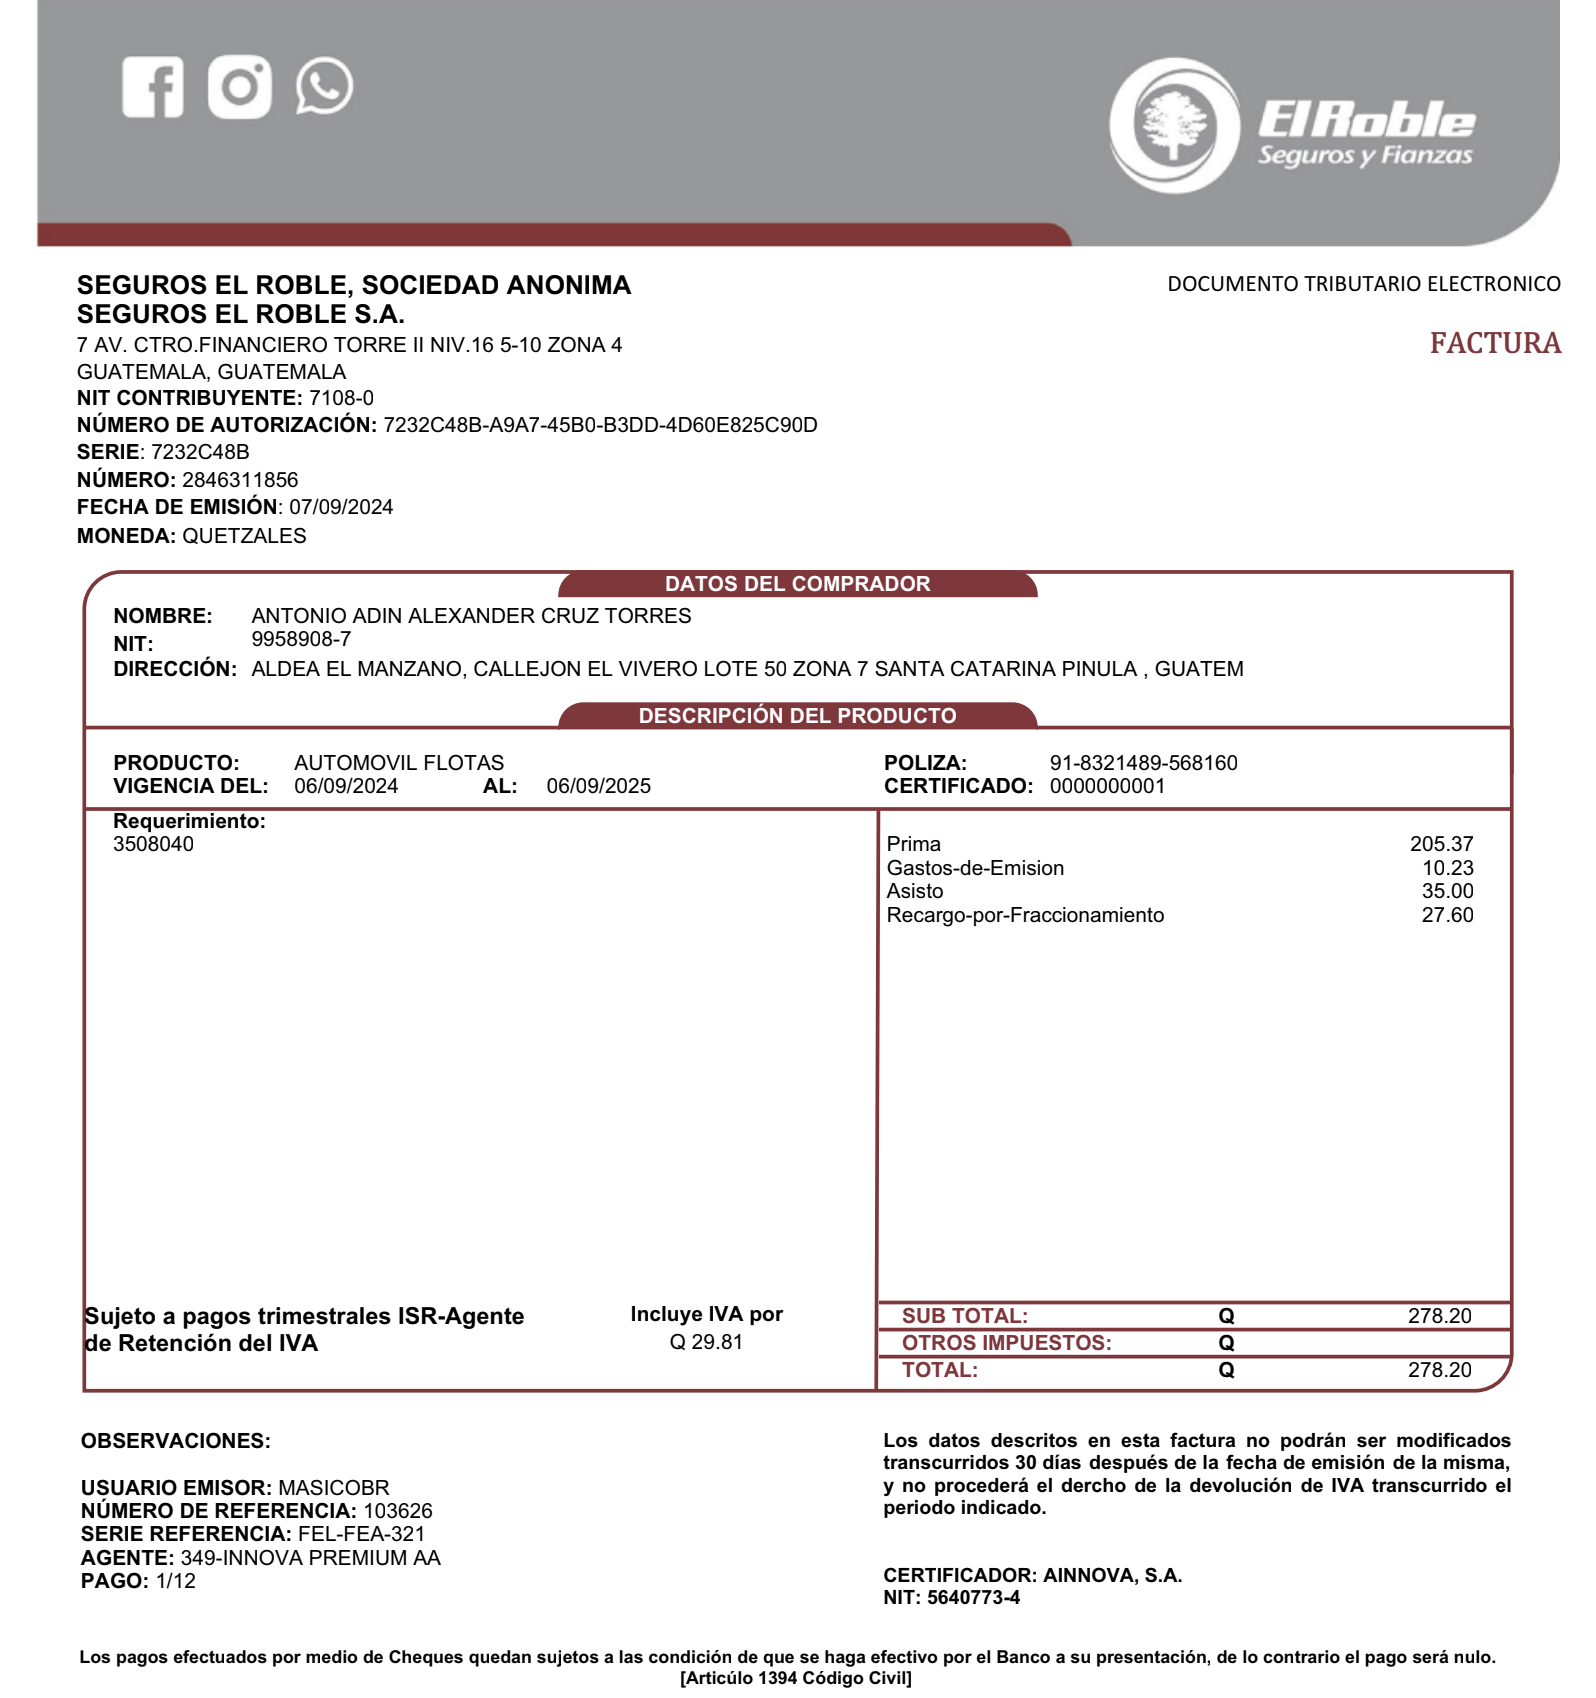 El Roble
Seguros y Fianzas
SEGUROS EL ROBLE, SOCIEDAD ANONIMA
SEGUROS EL ROBLE S.A.
7 AV. CTRO.FINANCIERO TORRE II NIV.16 5-10 ZONA 4
GUATEMALA, GUATEMALA
NIT CONTRIBUYENTE: 7108-0
NÚMERO DE AUTORIZACIÓN: 7232C48B-A9A7-45B0-B3DD-4D60E825C90D
SERIE: 7232C48B
NÚMERO: 2846311856
FECHA DE EMISIÓN: 07/09/2024
MONEDA: QUETZALES
DOCUMENTO TRIBUTARIO ELECTRONICO
FACTURA
DATOS DEL COMPRADOR
NOMBRE: ANTONIO ADIN ALEXANDER CRUZ TORRES
NIT: 9958908-7
DIRECCIÓN: ALDEA EL MANZANO, CALLEJON EL VIVERO LOTE 50 ZONA 7 SANTA CATARINA PINULA , GUATEM
DESCRIPCIÓN DEL PRODUCTO
PRODUCTO: AUTOMOVIL FLOTAS POLIZA: 91-8321489-568160
VIGENCIA DEL: 06/09/2024 AL: 06/09/2025 CERTIFICADO: 0000000001
Requerimiento:
3508040
Prima 205.37
Gastos-de-Emision 10.23
Asisto 35.00
Recargo-por-Fraccionamiento 27.60
Sujeto a pagos trimestrales ISR-Agente
de Retención del IVA
Incluye IVA por
Q 29.81
SUB TOTAL: Q 278.20
OTROS IMPUESTOS: Q
TOTAL: Q 278.20
OBSERVACIONES:
USUARIO EMISOR: MASICOBR
NÚMERO DE REFERENCIA: 103626
SERIE REFERENCIA: FEL-FEA-321
AGENTE: 349-INNOVA PREMIUM AA
PAGO: 1/12
Los datos descritos en esta factura no podrán ser modificados
transcurridos 30 días después de la fecha de emisión de la misma,
y no procederá el dercho de la devolución de IVA transcurrido el
periodo indicado.
CERTIFICADOR: AINNOVA, S.A.
NIT: 5640773-4
Los pagos efectuados por medio de Cheques quedan sujetos a las condición de que se haga efectivo por el Banco a su presentación, de lo contrario el pago será nulo.
[Articúlo 1394 Código Civil]